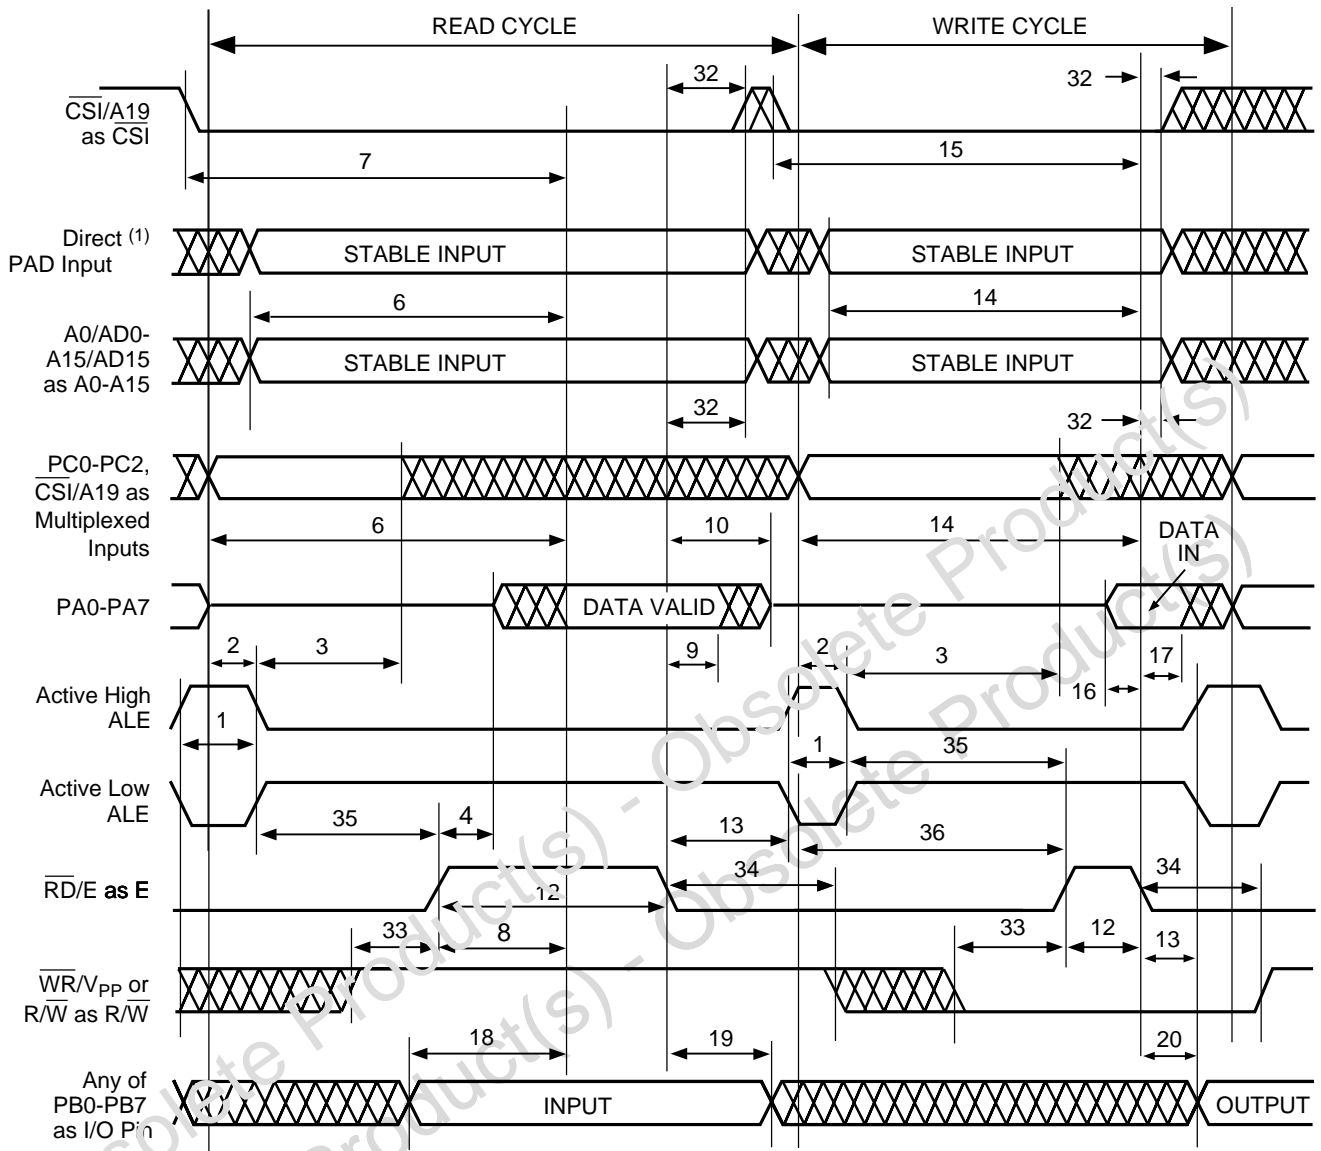 READ CYCLE
WRITE CYCLE
32
32
CSI/A19
as CSI
7
15
Direct (1)
PAD Input
STABLE INPUT
STABLE INPUT
6
14
A0/AD0-
A15/AD15
as A0-A15
STABLE INPUT
STABLE INPUT
32
32
PC0-PC2,
CSI/A19 as
Multiplexed
Inputs
6
10
14
DATA
IN
PA0-PA7
DATA VALID
2
3
9
2
3
16
17
Active High
ALE
1
1
35
Active Low
ALE
35
4
13
36
34
34
RD/E as E
12
33
8
33
12
13
WR/VPP or
R/W as R/W
18
19
20
Any of
PB0-PB7
as I/O Pin
INPUT
OUTPUT
Obsolete Product(s) - Obsolete Product(s)
Obsolete Product(s) - Obsolete Product(s)